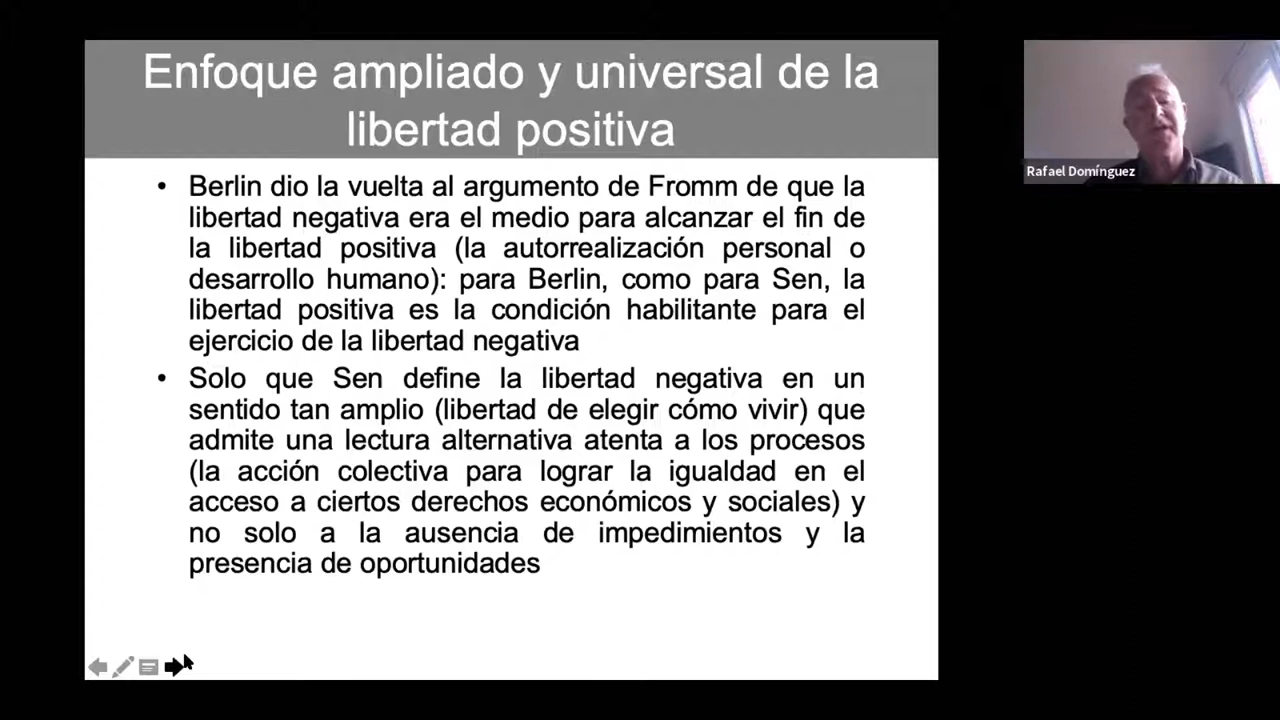 Enfoque ampliado y universal de la
libertad positiva
• Berlin dio la vuelta al argumento de Fromm de que la
libertad negativa era el medio para alcanzar el fin de
la libertad positiva (la autorrealización personal o
desarrollo humano): para Berlin, como para Sen, la
libertad positiva es la condición habilitante para el
ejercicio de la libertad negativa
• Solo que Sen define la libertad negativa en un
sentido tan amplio (libertad de elegir cómo vivir) que
admite una lectura alternativa atenta a los procesos
(la acción colectiva para lograr la igualdad en el
acceso a ciertos derechos económicos y sociales) y
no solo a la ausencia de impedimientos y la
presencia de oportunidades
Rafael Domínguez